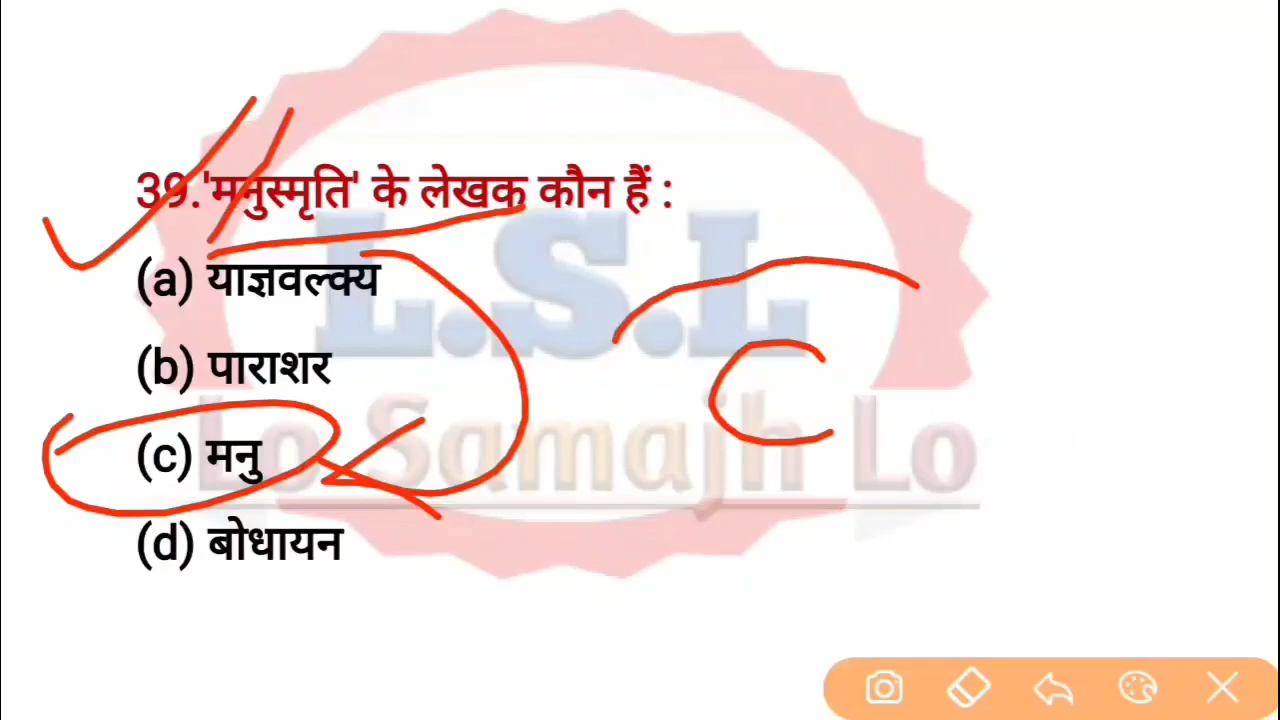 39.'मनुस्मृति' के लेखक कौन हैं :
(a) याज्ञवल्क्य
L.S.L
(b) पाराशर
(c) मनु
Lo Samajh Lo
(d) बोधायन
C